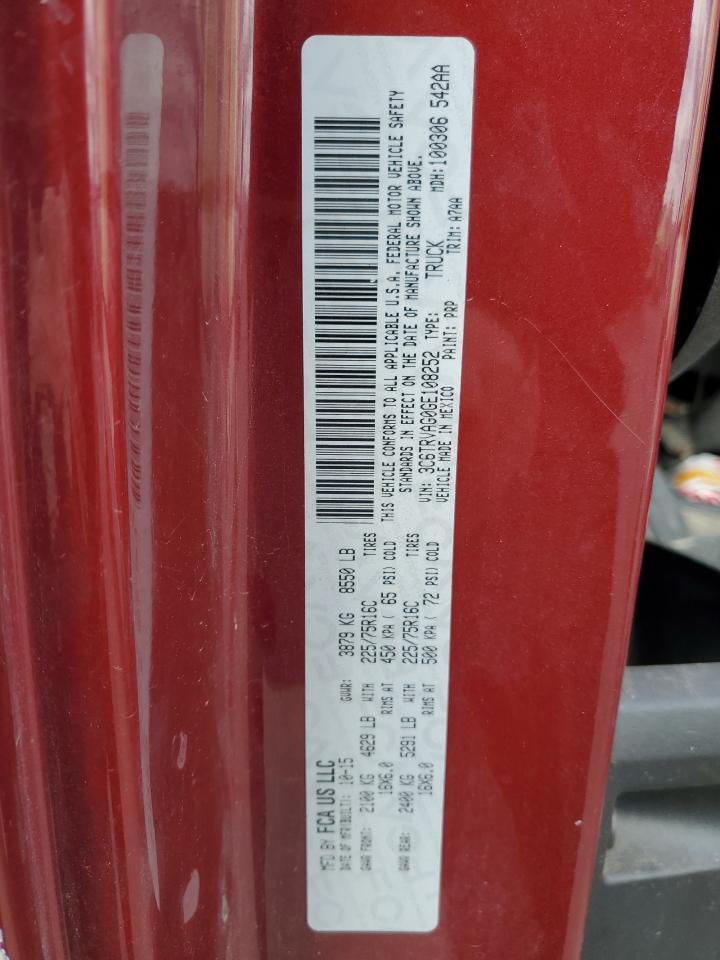 MFD BY FCA US LLC
DATE OF MFR(BUILT): 10-15 GVWR: 3879 KG 8550 LB
GAWR FRONT: 2100 KG 4629 LB WITH 225/75R16C TIRES
16X6.0 RIMS AT 450 KPA( 65 PSI) COLD
GAWR REAR: 2400 KG 5291 LB WITH 225/75R16C TIRES
16X6.0 RIMS AT 500 KPA( 72 PSI) COLD
THIS VEHICLE CONFORMS TO ALL APPLICABLE U.S.A. FEDERAL MOTOR VEHICLE SAFETY
STANDARDS IN EFFECT ON THE DATE OF MANUFACTURE SHOWN ABOVE.
VIN: 3C6TRVAG0GE108252 TYPE: TRUCK MDH: 100306 542AA
VEHICLE MADE IN MEXICO PAINT: PRP TRIM: A7AA